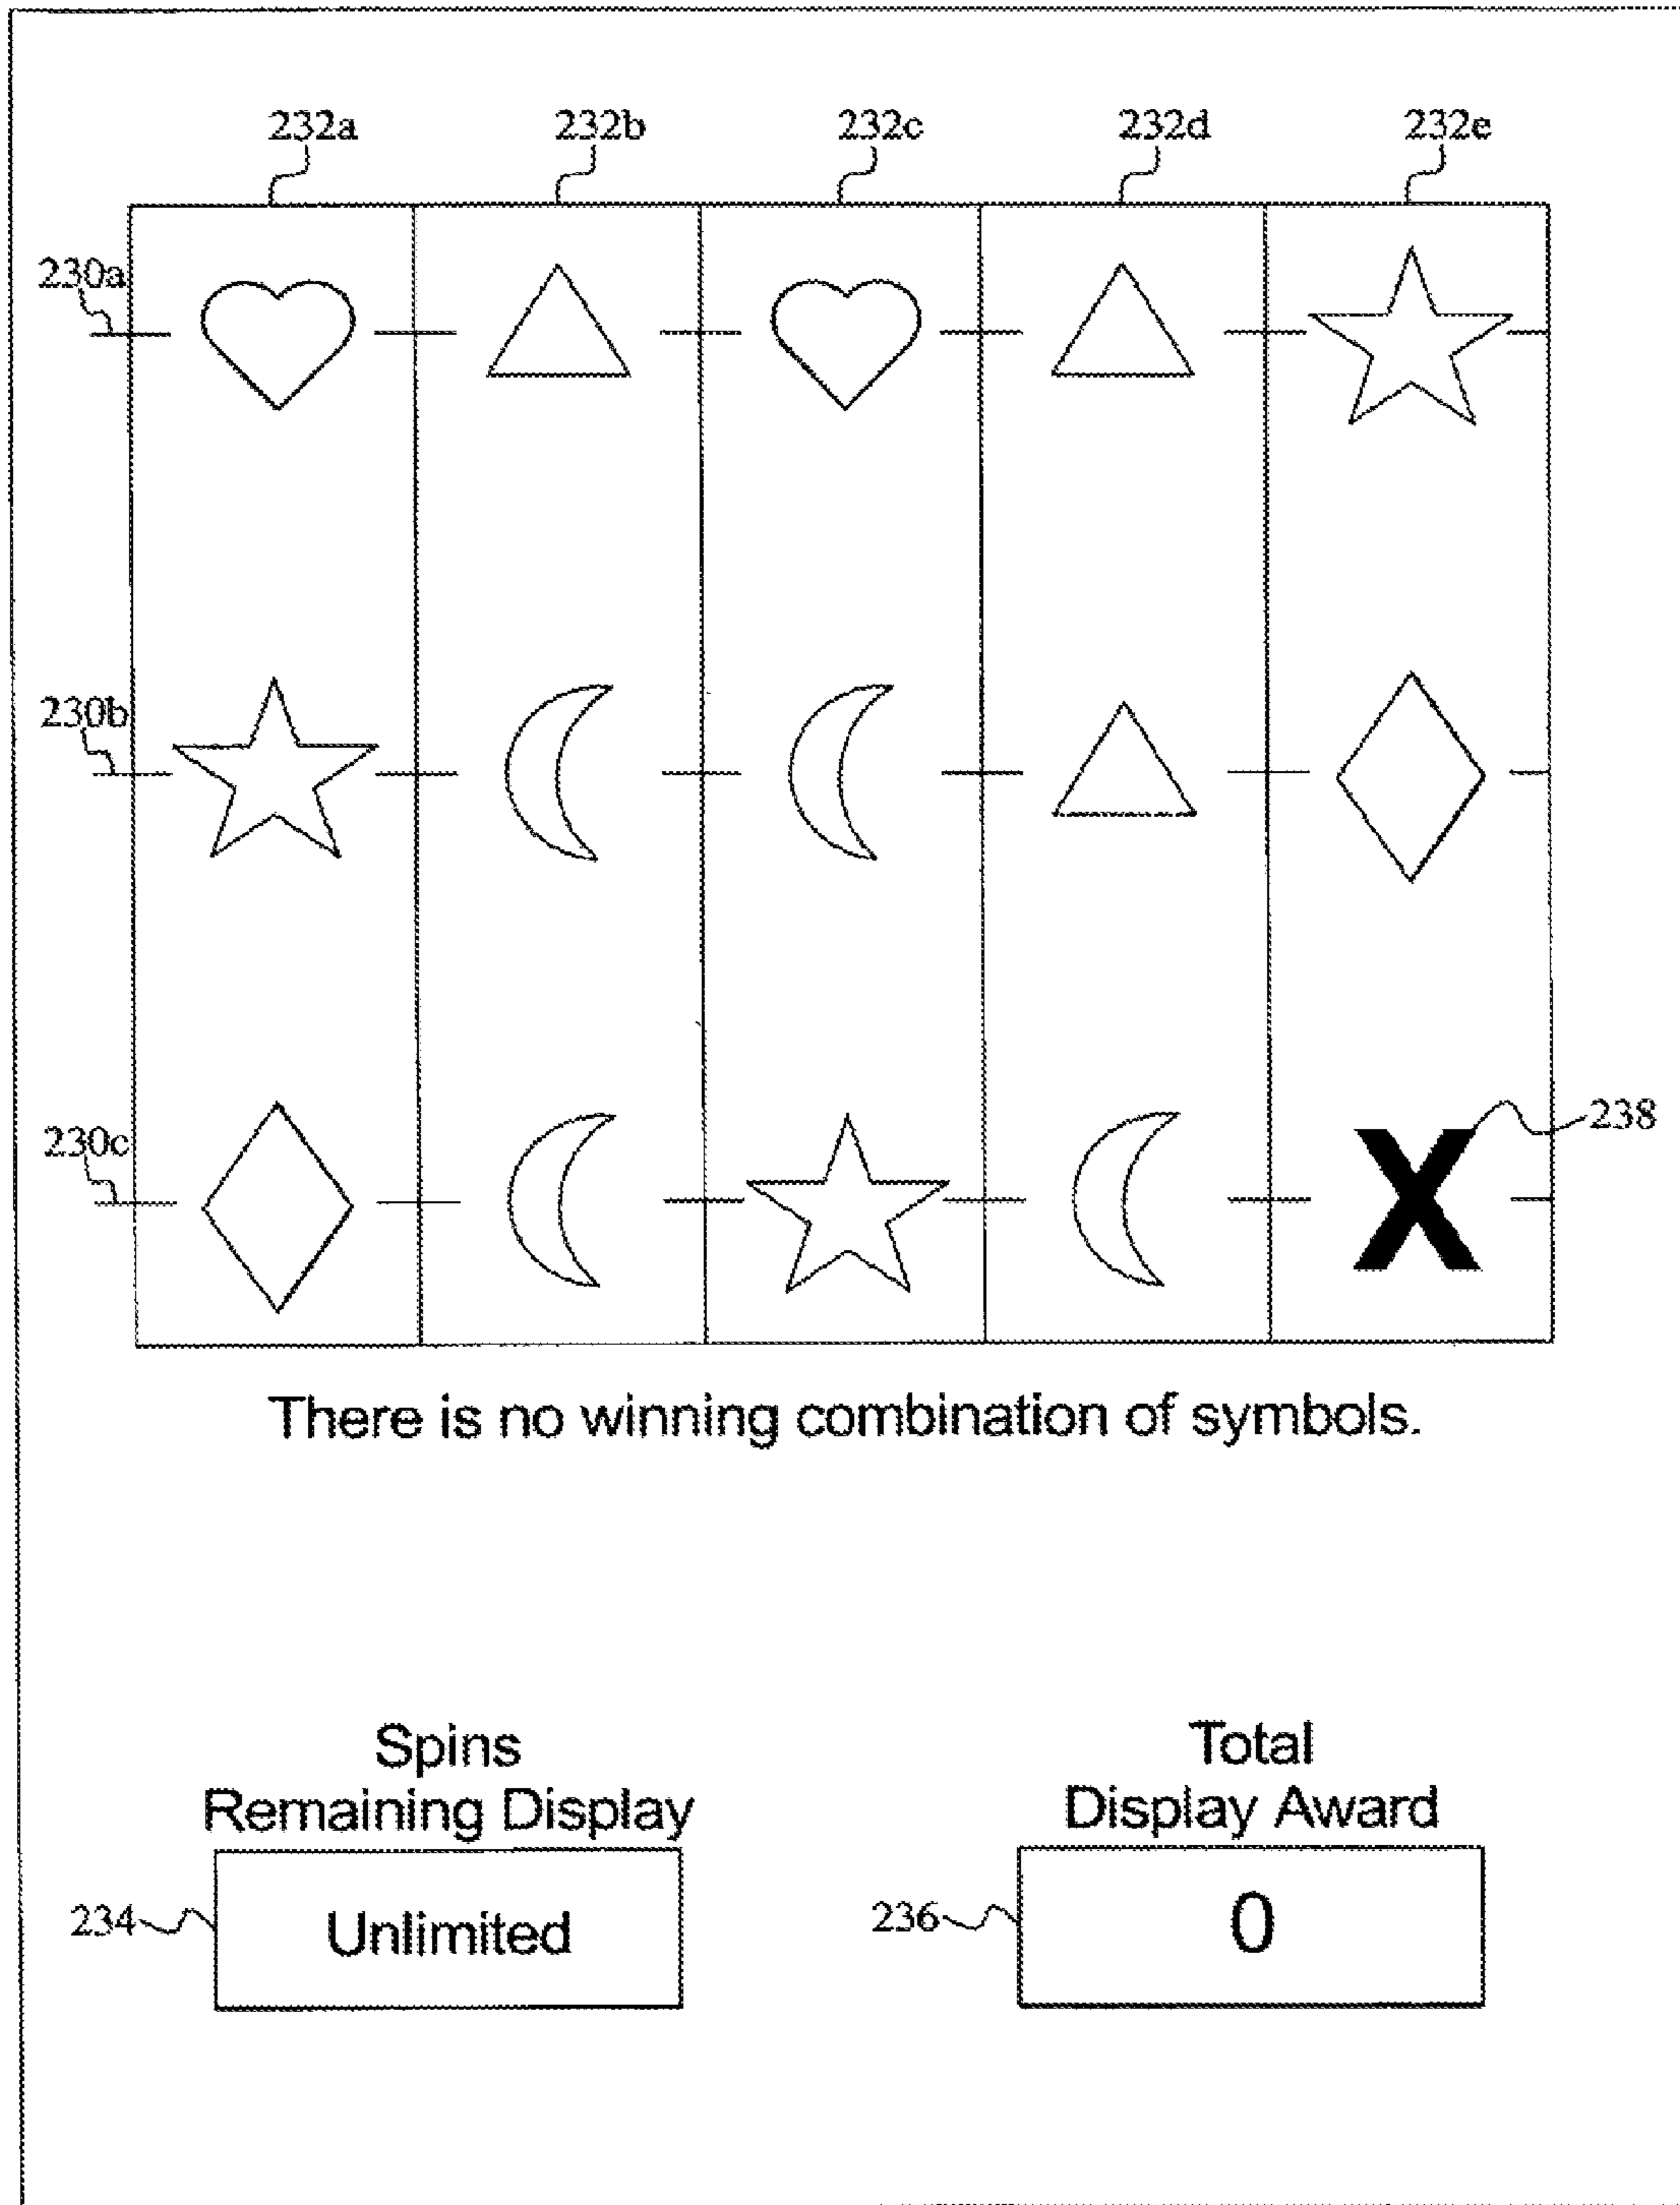 232a 232b 232c 232d 232e
230a
230b
230c
X 238
There is no winning combination of symbols.
Spins
Remaining Display
Total
Display Award
234 Unlimited
236 0